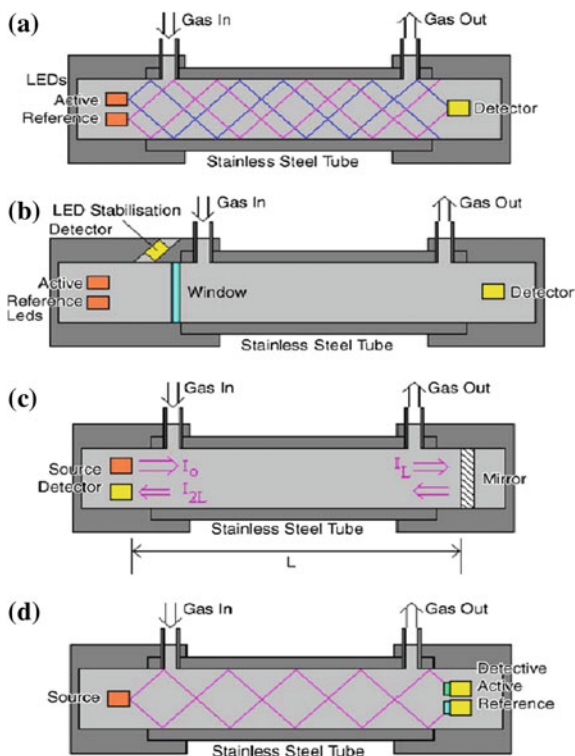 (a)
Gas In
Gas Out
LEDs
Active
Reference
Detector
Stainless Steel Tube
(b)
LED Stabilisation
Detector
Gas In
Gas Out
Active
Reference
Leds
Window
Detector
Stainless Steel Tube
(c)
Gas In
Gas Out
Source
Detector
I₀
I_L
I_2L
Mirror
Stainless Steel Tube
L
(d)
Gas In
Gas Out
Source
Detective
Active
Reference
Stainless Steel Tube